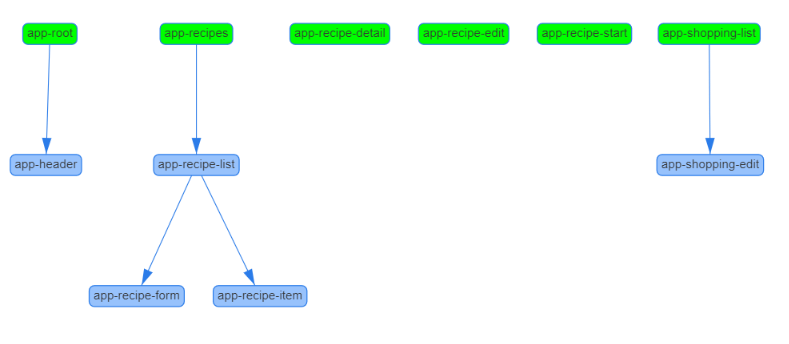 app-root
app-recipes
app-recipe-detail
app-recipe-edit
app-recipe-start
app-shopping-list
app-header
app-recipe-list
app-shopping-edit
app-recipe-form
app-recipe-item